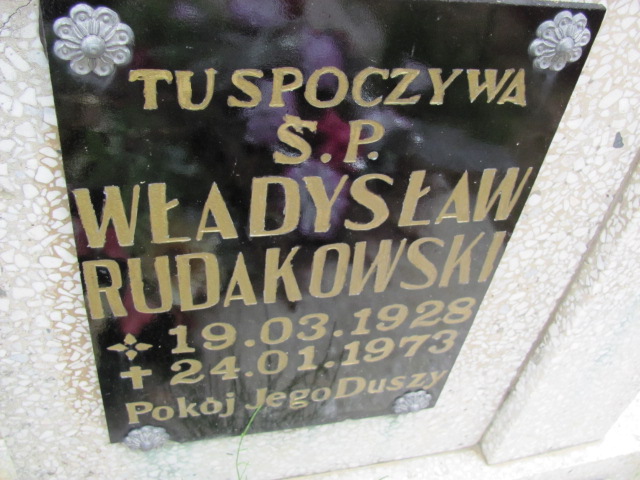 TU SPOCZYWA
Ś.P.
WŁADYSŁAW
RUDAKOWSKI
19.03.1928
24.01.1973
Pokój Jego Duszy